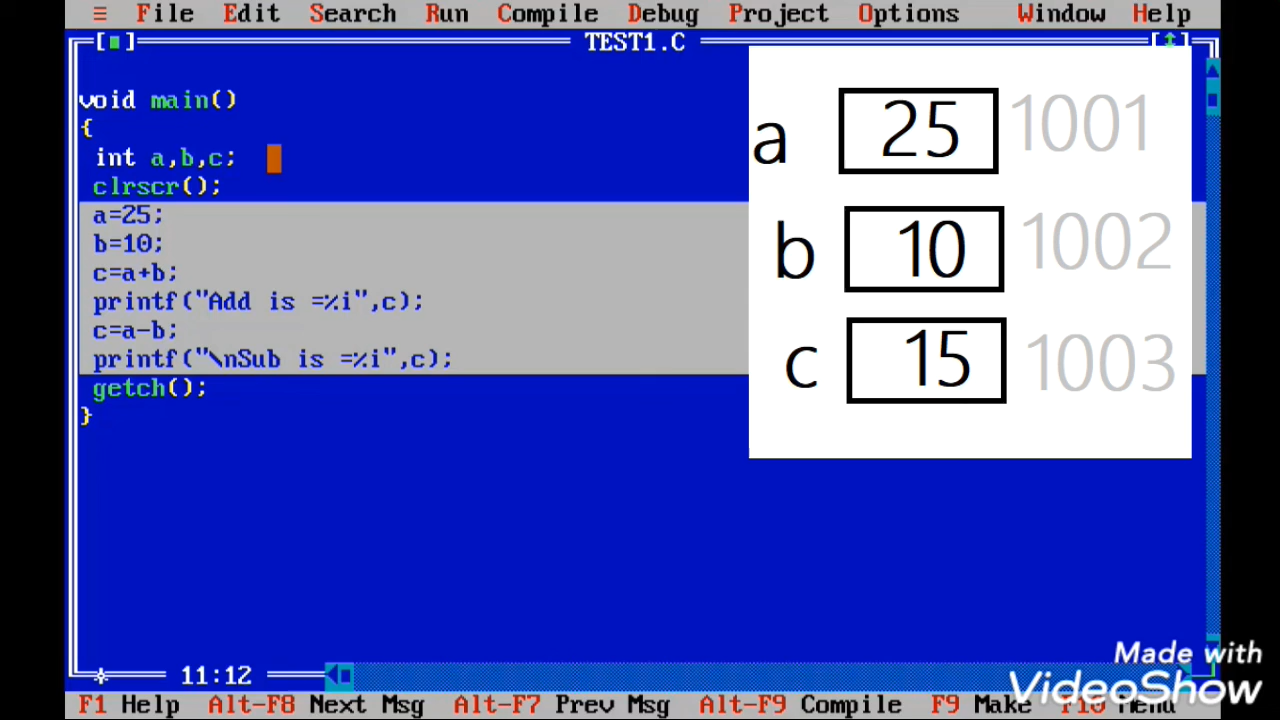 ≡ File Edit Search Run Compile Debug Project Options Window Help
TEST1.C
void main()
{
int a,b,c;
clrscr();
a=25;
b=10;
c=a+b;
printf("Add is =%i",c);
c=a-b;
printf("\nSub is =%i",c);
getch();
}
a 25 1001
b 10 1002
c 15 1003
11:12
Made with
VideoShow
F1 Help Alt-F8 Next Msg Alt-F7 Prev Msg Alt-F9 Compile F9 Make F10 Menu